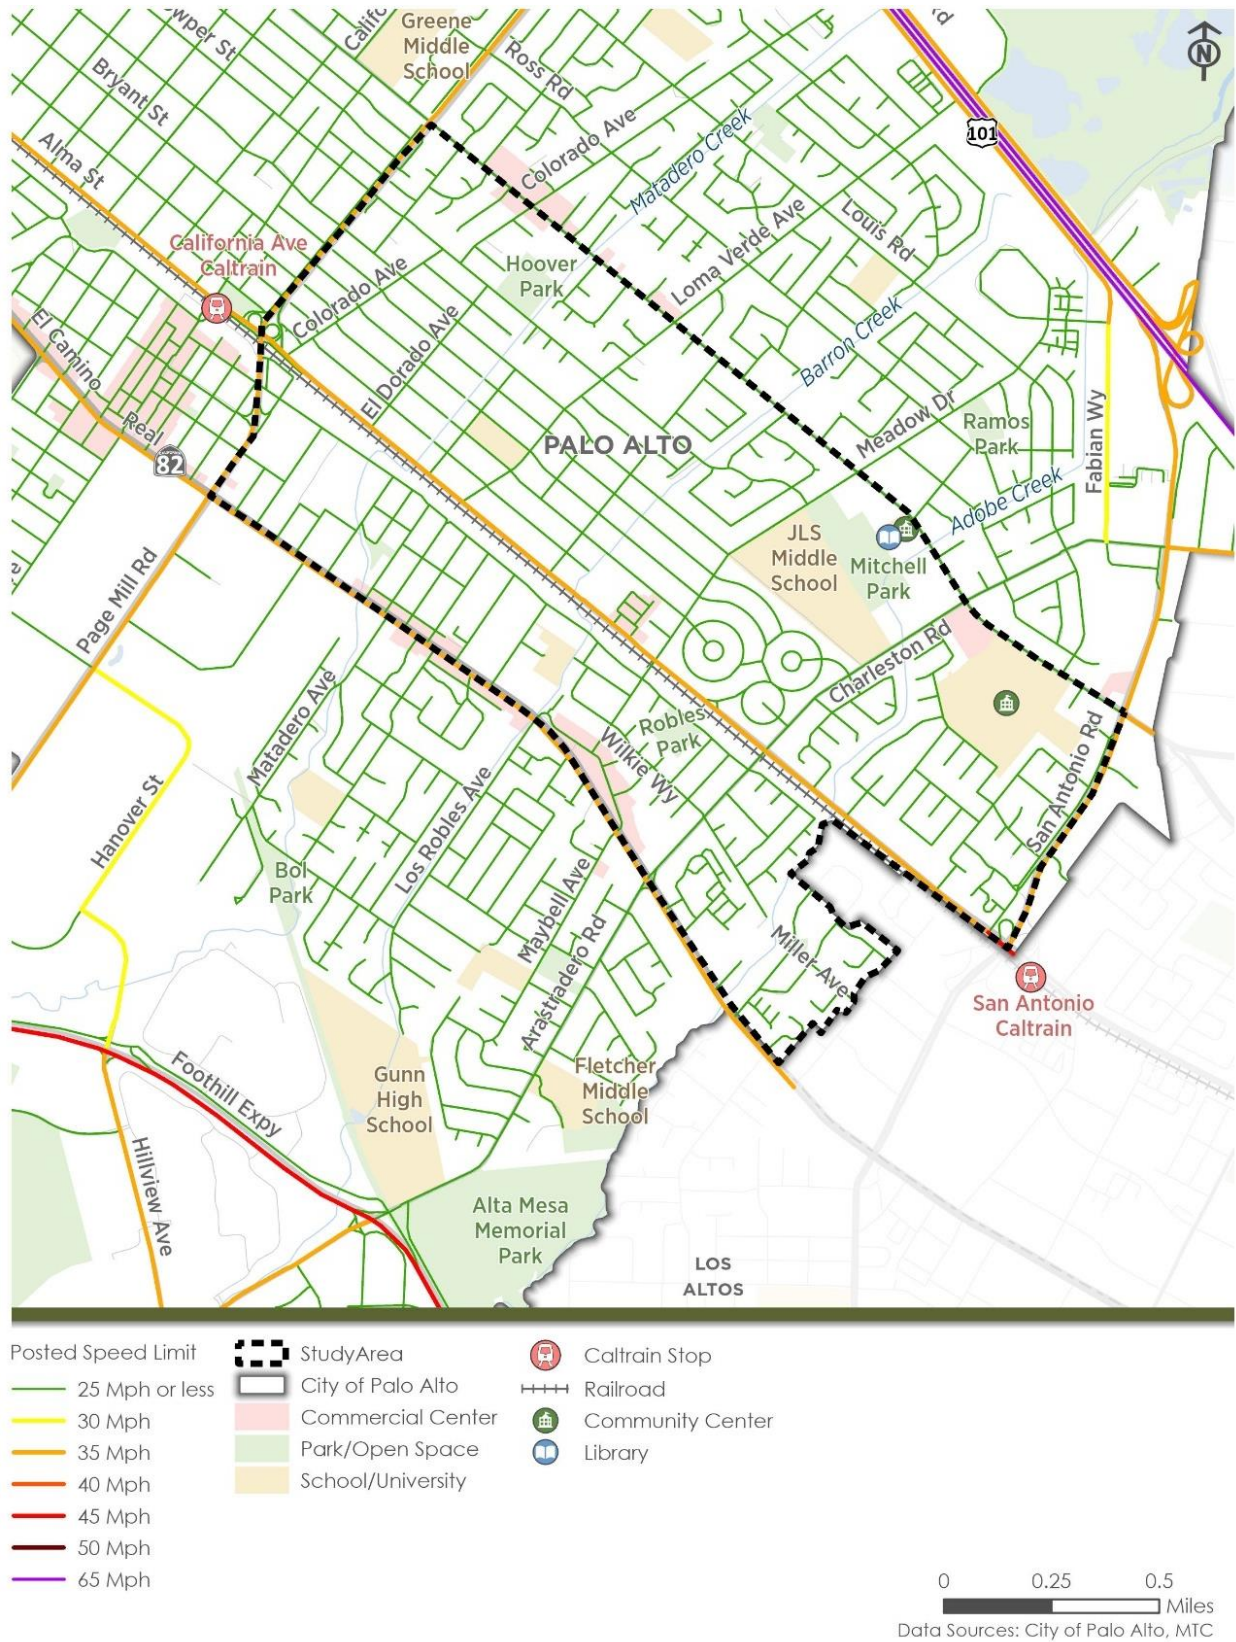 owper St
Califo
Greene
Middle
School
Rd
N
Ross Rd
Bryant St
101
Colorado Ave
Matadero Creek
Alma St
California Ave
Caltrain
Loma Verde Ave
Louis Rd
Hoover
Park
Colorado Ave
El Camino
Real
82
El Dorado Ave
Barron Creek
PALO ALTO
Meadow Dr
Ramos
Park
Fabian Wy
Adobe Creek
JLS
Middle
School
Mitchell
Park
Page Mill Rd
Charleston Rd
Matadero Ave
Robles
Park
Wilkie Wy
San Antonio Rd
Hanover St
Los Robles Ave
Bol
Park
Maybell Ave
Arastradero Rd
Miller Ave
San Antonio
Caltrain
Foothill Expy
Gunn
High
School
Fletcher
Middle
School
Hillview Ave
Alta Mesa
Memorial
Park
LOS
ALTOS
Posted Speed Limit
25 Mph or less
30 Mph
35 Mph
40 Mph
45 Mph
50 Mph
65 Mph
StudyArea
City of Palo Alto
Commercial Center
Park/Open Space
School/University
Caltrain Stop
Railroad
Community Center
Library
0 0.25 0.5
Miles
Data Sources: City of Palo Alto, MTC